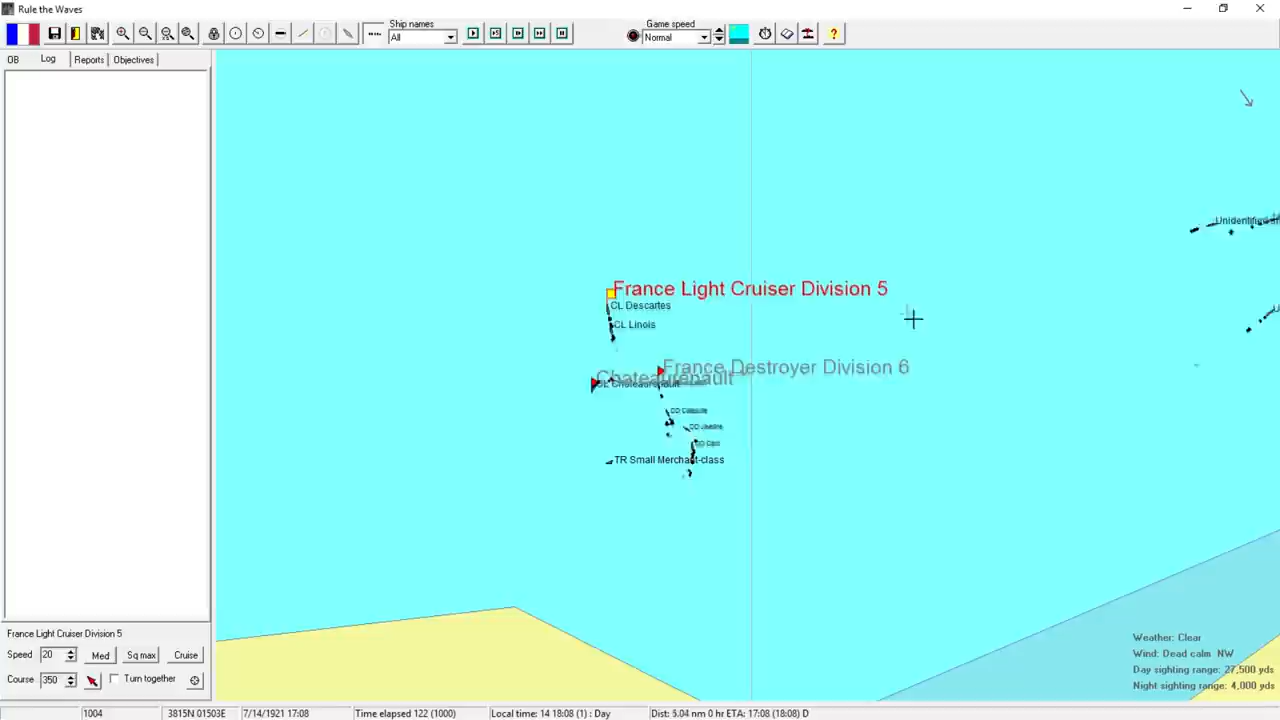 Rule the Waves
Ship names
All
Game speed
Normal
?
OB Log Reports Objectives
France Light Cruiser Division 5
CL Descartes
CL Linois
France Destroyer Division 6
Chateaurenault
TR Small Merchant-class
Weather: Clear
Wind: Dead calm NW
Day sighting range: 27,500 yds
Night sighting range: 4,000 yds
France Light Cruiser Division 5
Speed 20 Med Sq max Cruise
Course 350 Turn together
1004 3815N 01503E 7/14/1921 17:08 Time elapsed 122 (1000) Local time: 14 18:08 (1) : Day Dist: 5.04 nm 0 hr ETA: 17:08 (18:08) D